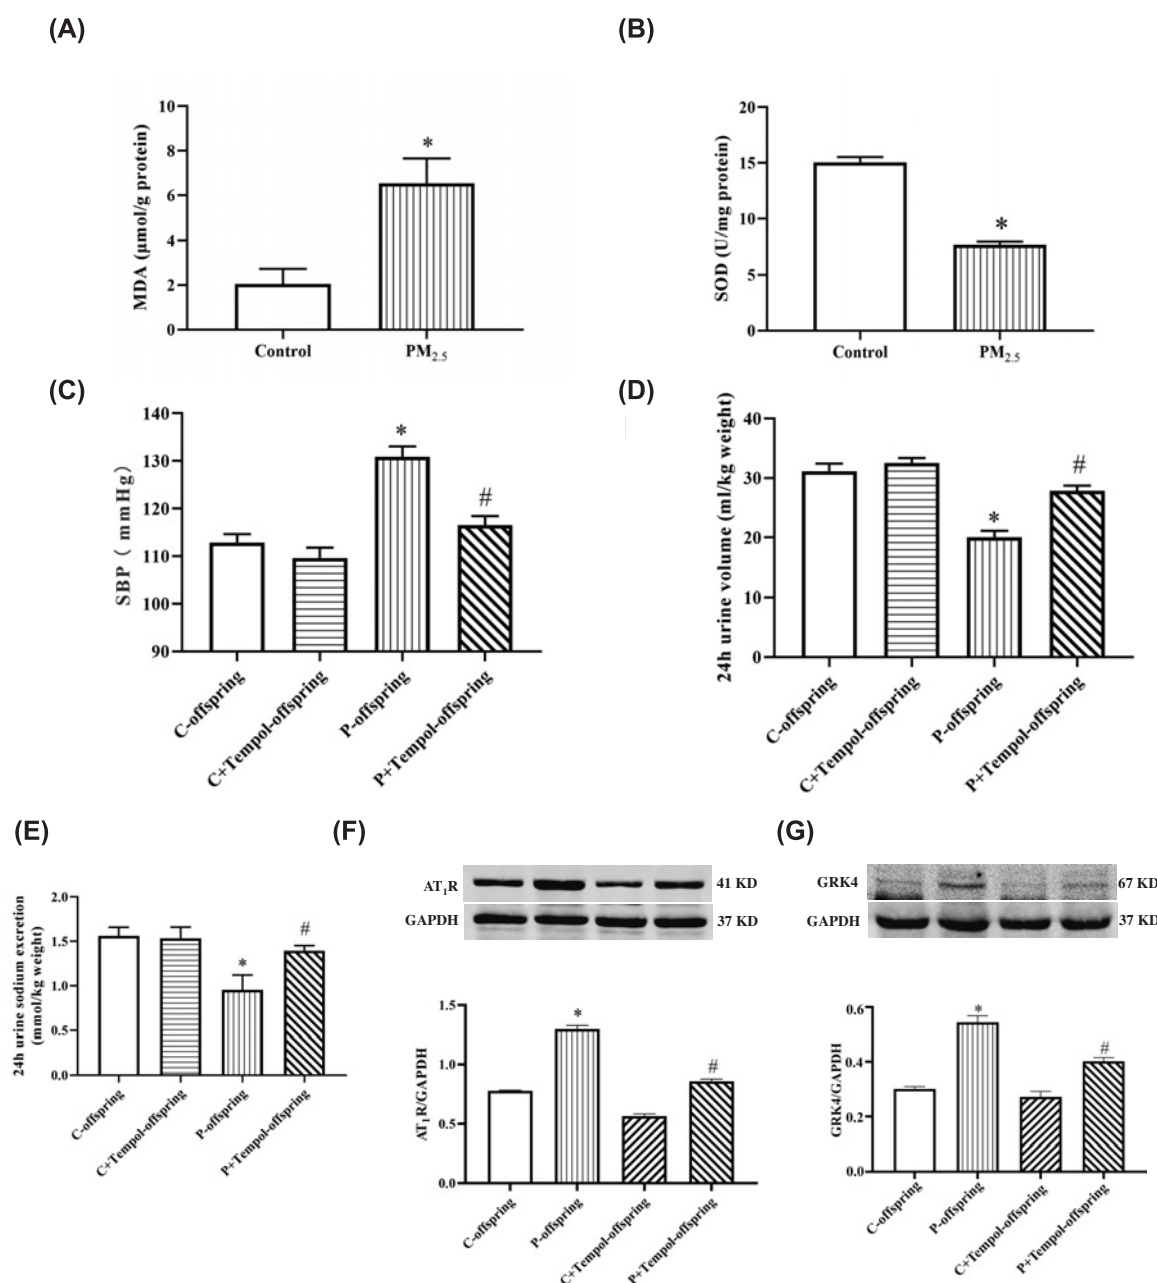 (A)
MDA (μmol/g protein)
10
8
6
4
2
0
*
Control
PM2.5
(B)
SOD (U/mg protein)
20
15
10
5
0
*
Control
PM2.5
(C)
SBP ( mmHg)
140
130
120
110
100
90
*
#
C-offspring
C+Tempol-offspring
P-offspring
P+Tempol-offspring
(D)
24h urine volume (ml/kg weight)
40
30
20
10
0
*
#
C-offspring
C+Tempol-offspring
P-offspring
P+Tempol-offspring
(E)
24h urine sodium excretion
(mmol/kg weight)
2.0
1.5
1.0
0.5
0.0
*
#
C-offspring
C+Tempol-offspring
P-offspring
P+Tempol-offspring
(F)
AT1R
41 KD
GAPDH
37 KD
AT1R/GAPDH
1.5
1.0
0.5
0.0
*
#
C-offspring
P-offspring
C+Tempol-offspring
P+Tempol-offspring
(G)
GRK4
67 KD
GAPDH
37 KD
GRK4/GAPDH
0.6
0.4
0.2
0.0
*
#
C-offspring
P-offspring
C+Tempol-offspring
P+Tempol-offspring